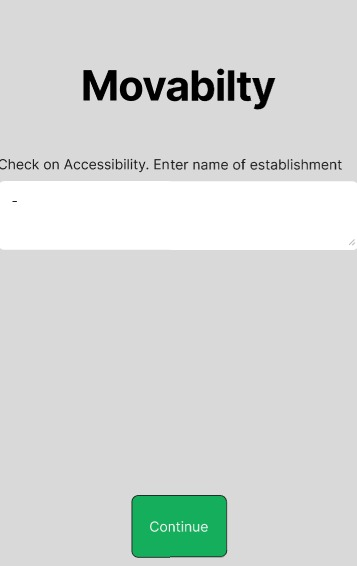 Movabilty
Check on Accessibility. Enter name of establishment
-
Continue